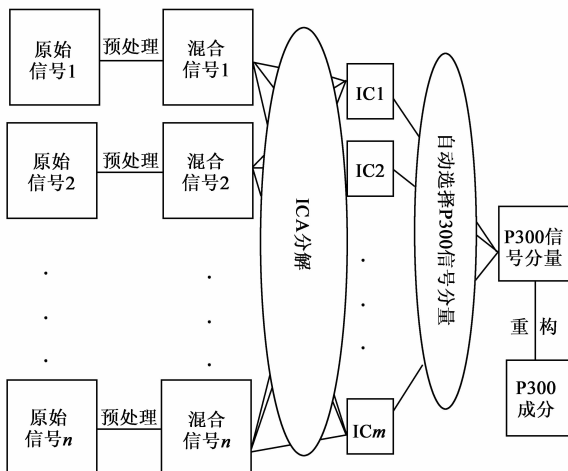 原始
信号1
预处理
混合
信号1
IC1
原始
信号2
预处理
混合
信号2
IC2
ICA分解
自动选择P300信号分量
P300信
号分量
重构
P300
成分
原始
信号n
预处理
混合
信号n
ICm